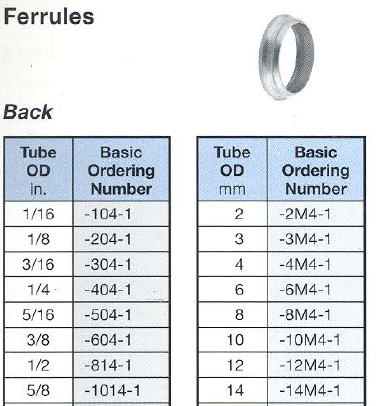 Ferrules
Back
Tube OD in. Basic Ordering Number
1/16 -104-1
1/8 -204-1
3/16 -304-1
1/4 -404-1
5/16 -504-1
3/8 -604-1
1/2 -814-1
5/8 -1014-1
Tube OD mm Basic Ordering Number
2 -2M4-1
3 -3M4-1
4 -4M4-1
6 -6M4-1
8 -8M4-1
10 -10M4-1
12 -12M4-1
14 -14M4-1